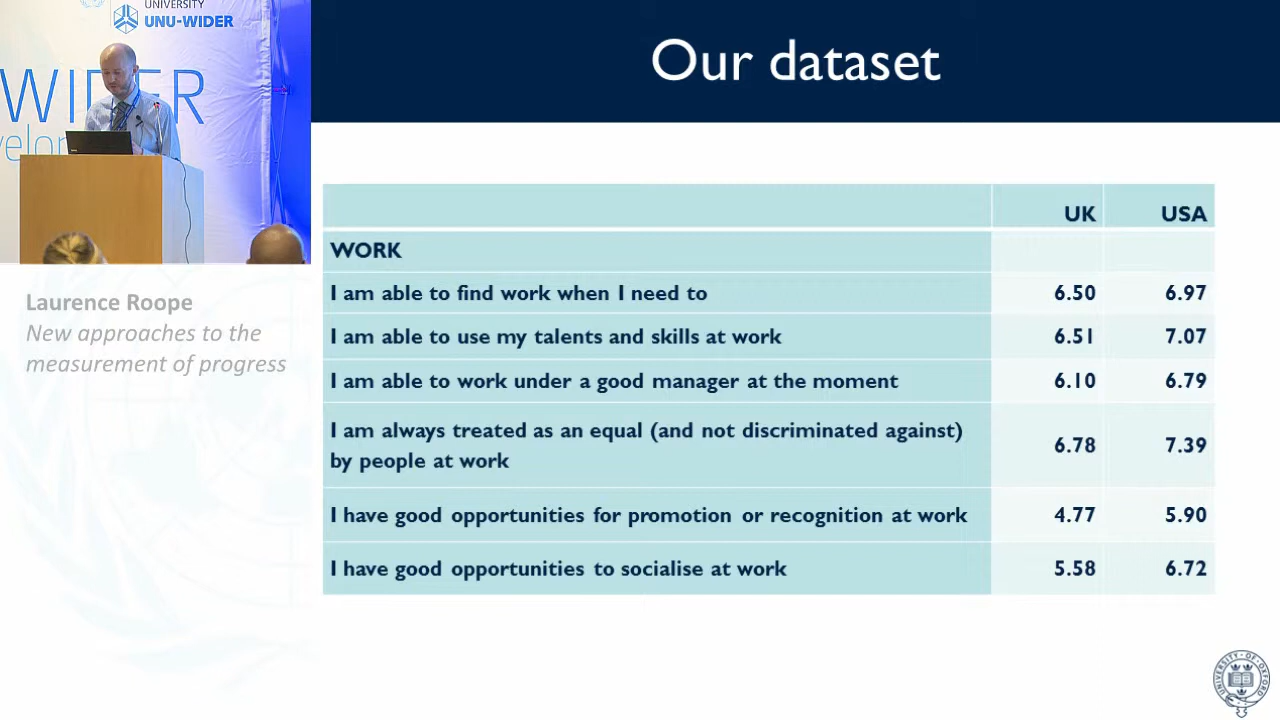 UNIVERSITY
UNU-WIDER
WIDER
Our dataset
UK USA
WORK
I am able to find work when I need to 6.50 6.97
I am able to use my talents and skills at work 6.51 7.07
I am able to work under a good manager at the moment 6.10 6.79
I am always treated as an equal (and not discriminated against)
by people at work 6.78 7.39
I have good opportunities for promotion or recognition at work 4.77 5.90
I have good opportunities to socialise at work 5.58 6.72
Laurence Roope
New approaches to the
measurement of progress
UNIVERSITY OF OXFORD